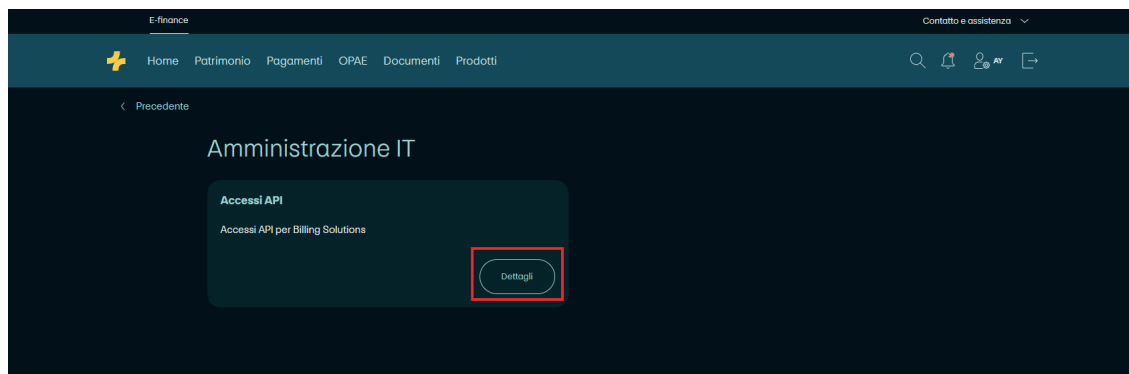 E-finance
Contatto e assistenza
Home Patrimonio Pagamenti OPAE Documenti Prodotti
AY
Precedente
Amministrazione IT
Accessi API
Accessi API per Billing Solutions
Dettagli